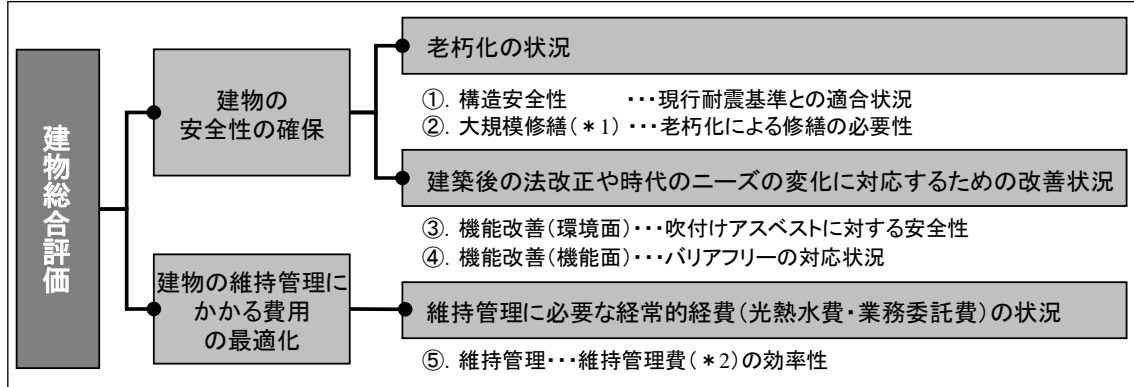 建物総合評価
建物の
安全性の確保
老朽化の状況
①. 構造安全性 ・・・現行耐震基準との適合状況
②. 大規模修繕(＊1) ・・・老朽化による修繕の必要性
建築後の法改正や時代のニーズの変化に対応するための改善状況
③. 機能改善(環境面)・・・吹付けアスベストに対する安全性
④. 機能改善(機能面)・・・バリアフリーの対応状況
建物の維持管理に
かかる費用
の最適化
維持管理に必要な経常的経費(光熱水費・業務委託費)の状況
⑤. 維持管理・・・維持管理費(＊2)の効率性